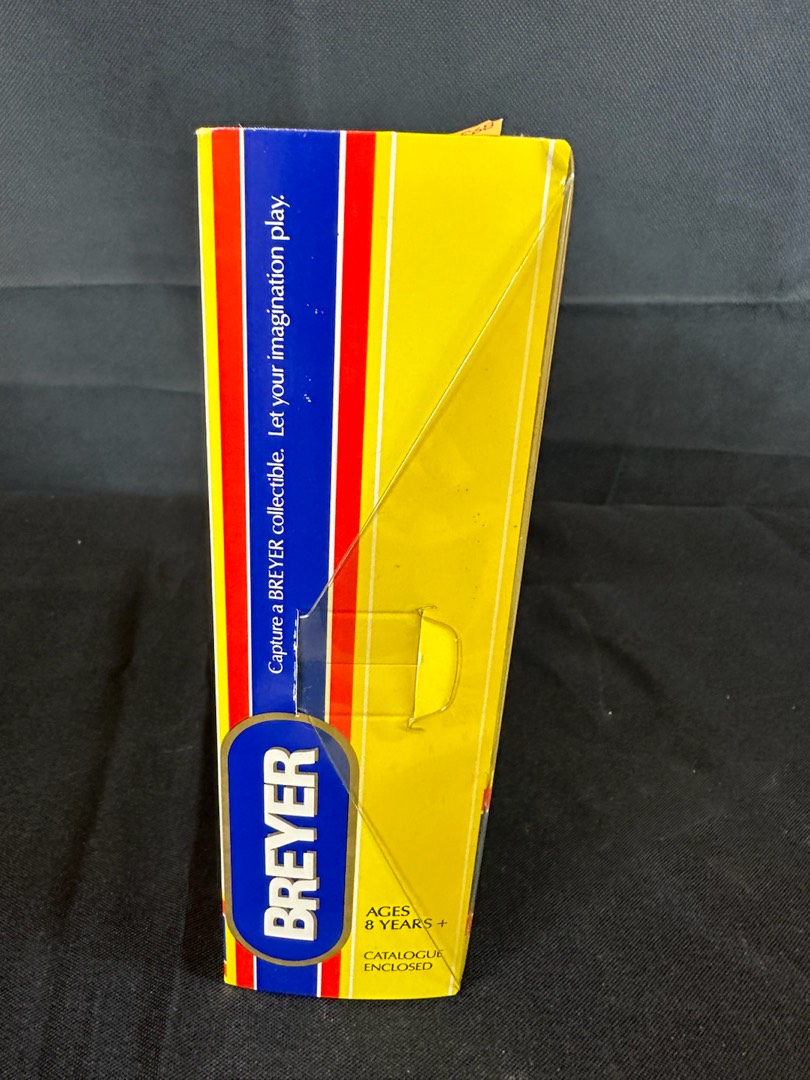 Capture a BREYER collectible. Let your imagination play.
BREYER
AGES
8 YEARS +
CATALOGUE
ENCLOSED